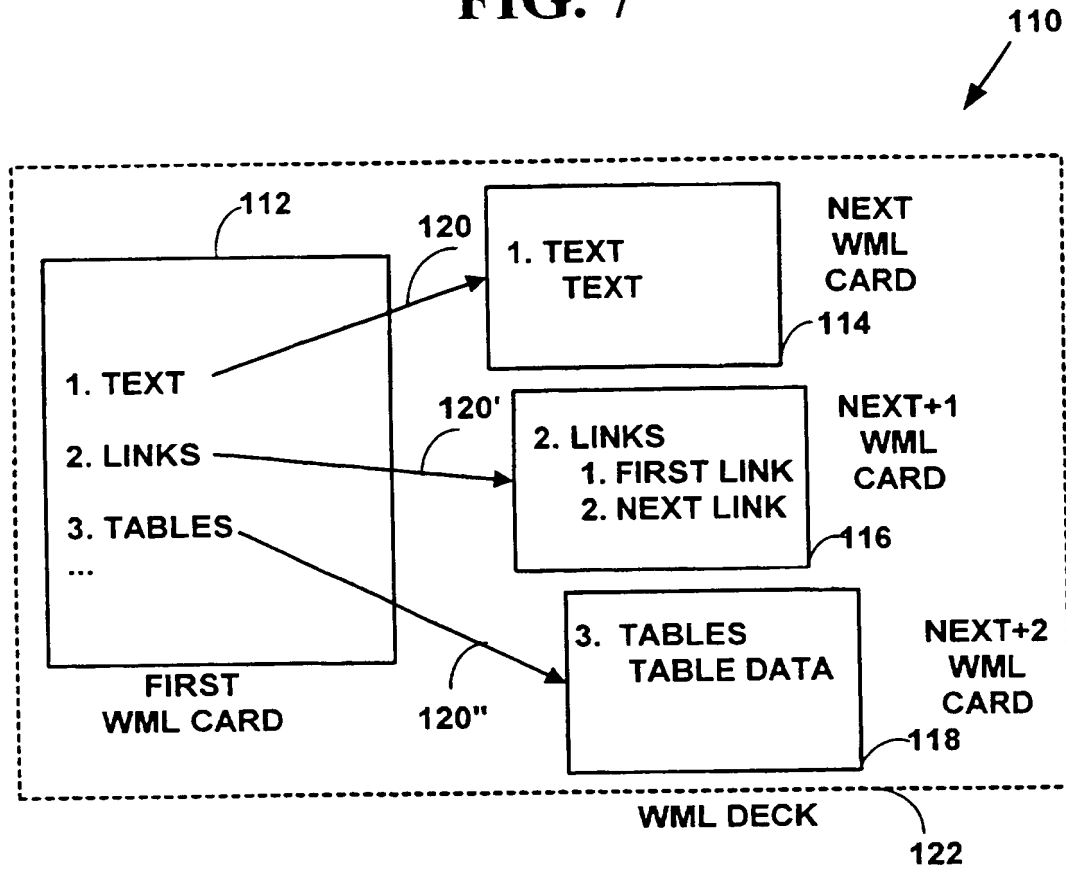 FIG. 7
110
112
120
1. TEXT
TEXT
NEXT
WML
CARD
114
1. TEXT
2. LINKS
3. TABLES
...
FIRST
WML CARD
120'
2. LINKS
1. FIRST LINK
2. NEXT LINK
NEXT+1
WML
CARD
116
120"
3. TABLES
TABLE DATA
NEXT+2
WML
CARD
118
WML DECK
122